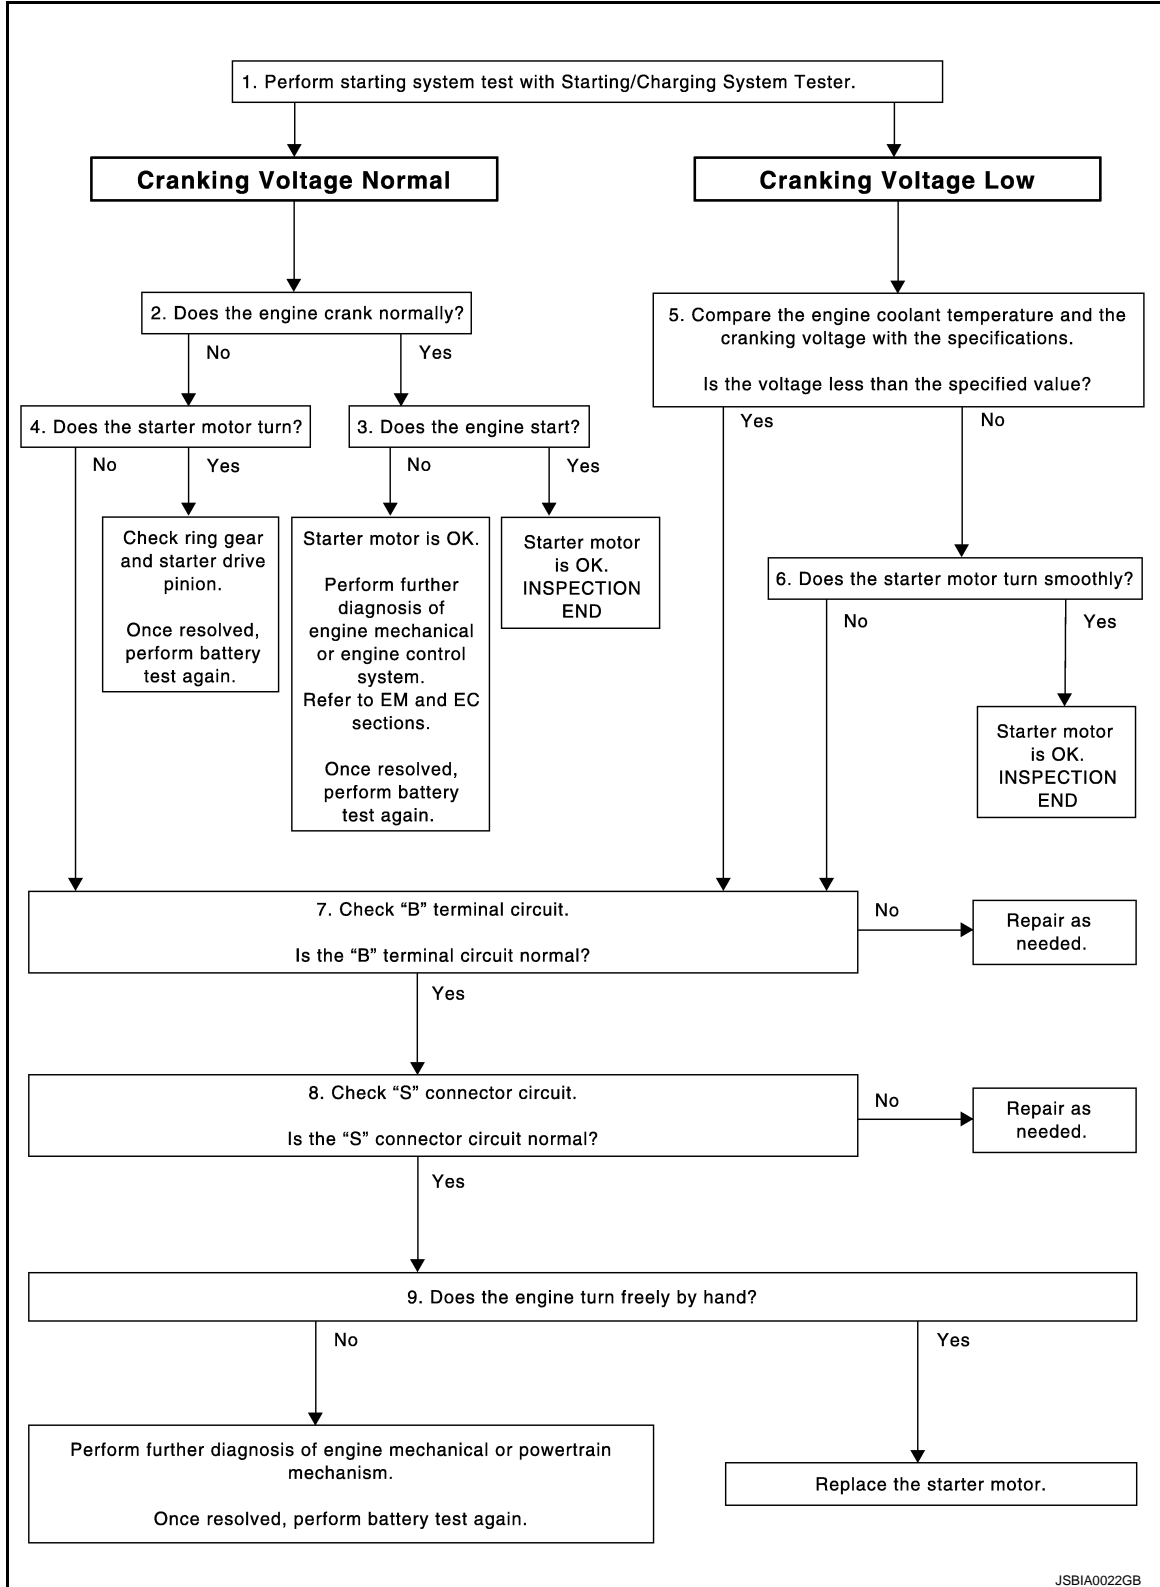 1. Perform starting system test with Starting/Charging System Tester.
Cranking Voltage Normal
Cranking Voltage Low
2. Does the engine crank normally?
No
Yes
4. Does the starter motor turn?
3. Does the engine start?
No
Yes
No
Yes
Check ring gear
and starter drive
pinion.
Once resolved,
perform battery
test again.
Starter motor is OK.
Perform further
diagnosis of
engine mechanical
or engine control
system.
Refer to EM and EC
sections.
Once resolved,
perform battery
test again.
Starter motor
is OK.
INSPECTION
END
5. Compare the engine coolant temperature and the
cranking voltage with the specifications.
Is the voltage less than the specified value?
Yes
No
6. Does the starter motor turn smoothly?
No
Yes
Starter motor
is OK.
INSPECTION
END
7. Check “B” terminal circuit.
Is the “B” terminal circuit normal?
No
Repair as
needed.
Yes
8. Check “S” connector circuit.
Is the “S” connector circuit normal?
No
Repair as
needed.
Yes
9. Does the engine turn freely by hand?
No
Yes
Perform further diagnosis of engine mechanical or powertrain
mechanism.
Once resolved, perform battery test again.
Replace the starter motor.
JSBIA0022GB